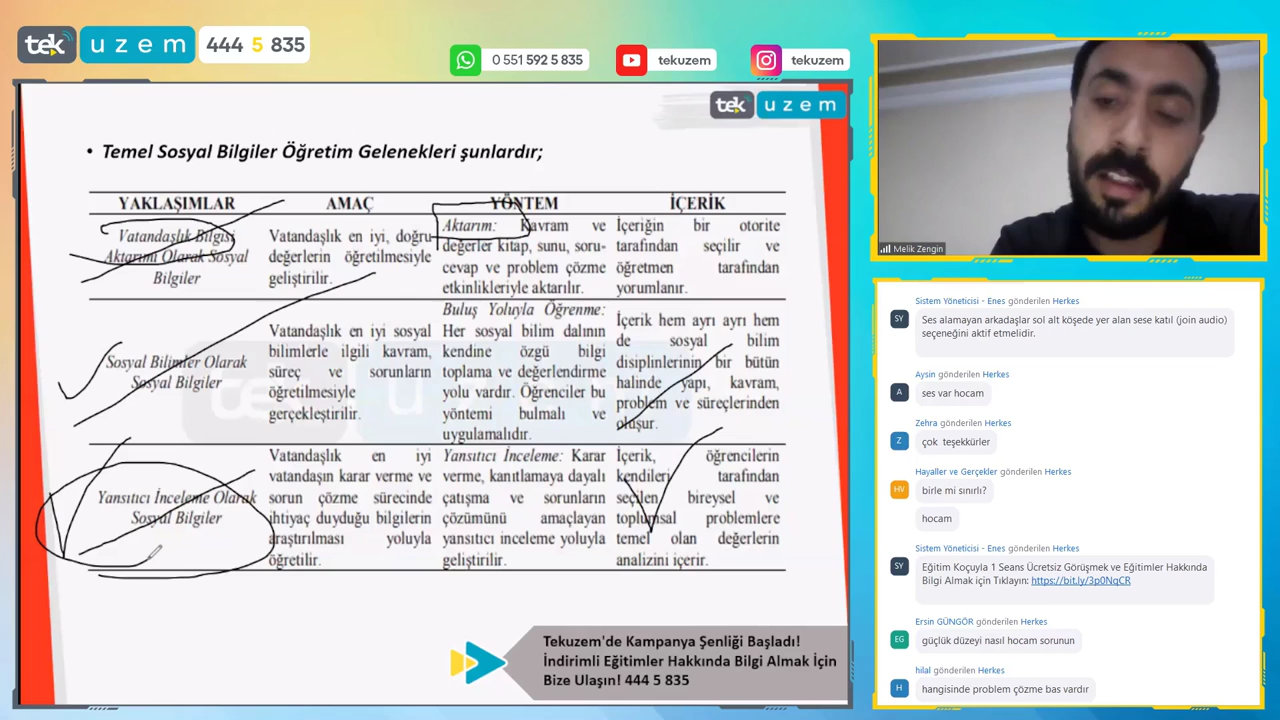 tek uzem 444 5 835
0 551 592 5 835
tekuzem
tekuzem
tek uzem
• Temel Sosyal Bilgiler Öğretim Gelenekleri şunlardır;
YAKLAŞIMLAR AMAÇ YÖNTEM İÇERİK
Vatandaşlık Bilgisi
Aktarımı Olarak Sosyal
Bilgiler
Vatandaşlık en iyi, doğru
değerlerin öğretilmesiyle
geliştirilir.
Aktarım: Kavram ve
değerler kitap, sunu, soru-
cevap ve problem çözme
etkinlikleriyle aktarılır.
İçeriğin bir otorite
tarafından seçilir ve
öğretmen tarafından
yorumlanır.
Sosyal Bilimler Olarak
Sosyal Bilgiler
Vatandaşlık en iyi sosyal
bilimlerle ilgili kavram,
süreç ve sorunların
öğretilmesiyle
gerçekleştirilir.
Buluş Yoluyla Öğrenme:
Her sosyal bilim dalının
kendine özgü bilgi
toplama ve değerlendirme
yolu vardır. Öğrenciler bu
yöntemi bulmalı ve
uygulamalıdır.
İçerik hem ayrı ayrı hem
de sosyal bilim
disiplinlerinin bir bütün
halinde yapı, kavram,
problem ve süreçlerinden
oluşur.
Yansıtıcı İnceleme Olarak
Sosyal Bilgiler
Vatandaşlık en iyi
vatandaşın karar verme ve
sorun çözme sürecinde
ihtiyaç duyduğu bilgilerin
araştırılması yoluyla
öğretilir.
Yansıtıcı İnceleme: Karar
verme, kanıtlamaya dayalı
çatışma ve sorunların
çözümünü amaçlayan
yansıtıcı inceleme yoluyla
geliştirilir.
İçerik, öğrencilerin
kendileri tarafından
seçilen bireysel ve
toplumsal problemlere
temel olan değerlerin
analizini içerir.
Tekuzem'de Kampanya Şenliği Başladı!
İndirimli Eğitimler Hakkında Bilgi Almak İçin
Bize Ulaşın! 444 5 835
Melik Zengin
Sistem Yöneticisi - Enes gönderilen Herkes
SY
Ses alamayan arkadaşlar sol alt köşede yer alan sese katıl (join audio)
seçeneğini aktif etmelidir.
Aysin gönderilen Herkes
A
ses var hocam
Zehra gönderilen Herkes
Z
çok teşekkürler
Hayaller ve Gerçekler gönderilen Herkes
HV
birle mi sınırlı?
hocam
Sistem Yöneticisi - Enes gönderilen Herkes
SY
Eğitim Koçuyla 1 Seans Ücretsiz Görüşmek ve Eğitimler Hakkında
Bilgi Almak için Tıklayın: https://bit.ly/3p0NqCR
Ersin GÜNGÖR gönderilen Herkes
EG
güçlük düzeyi nasıl hocam sorunun
hilal gönderilen Herkes
H
hangisinde problem çözme bas vardır